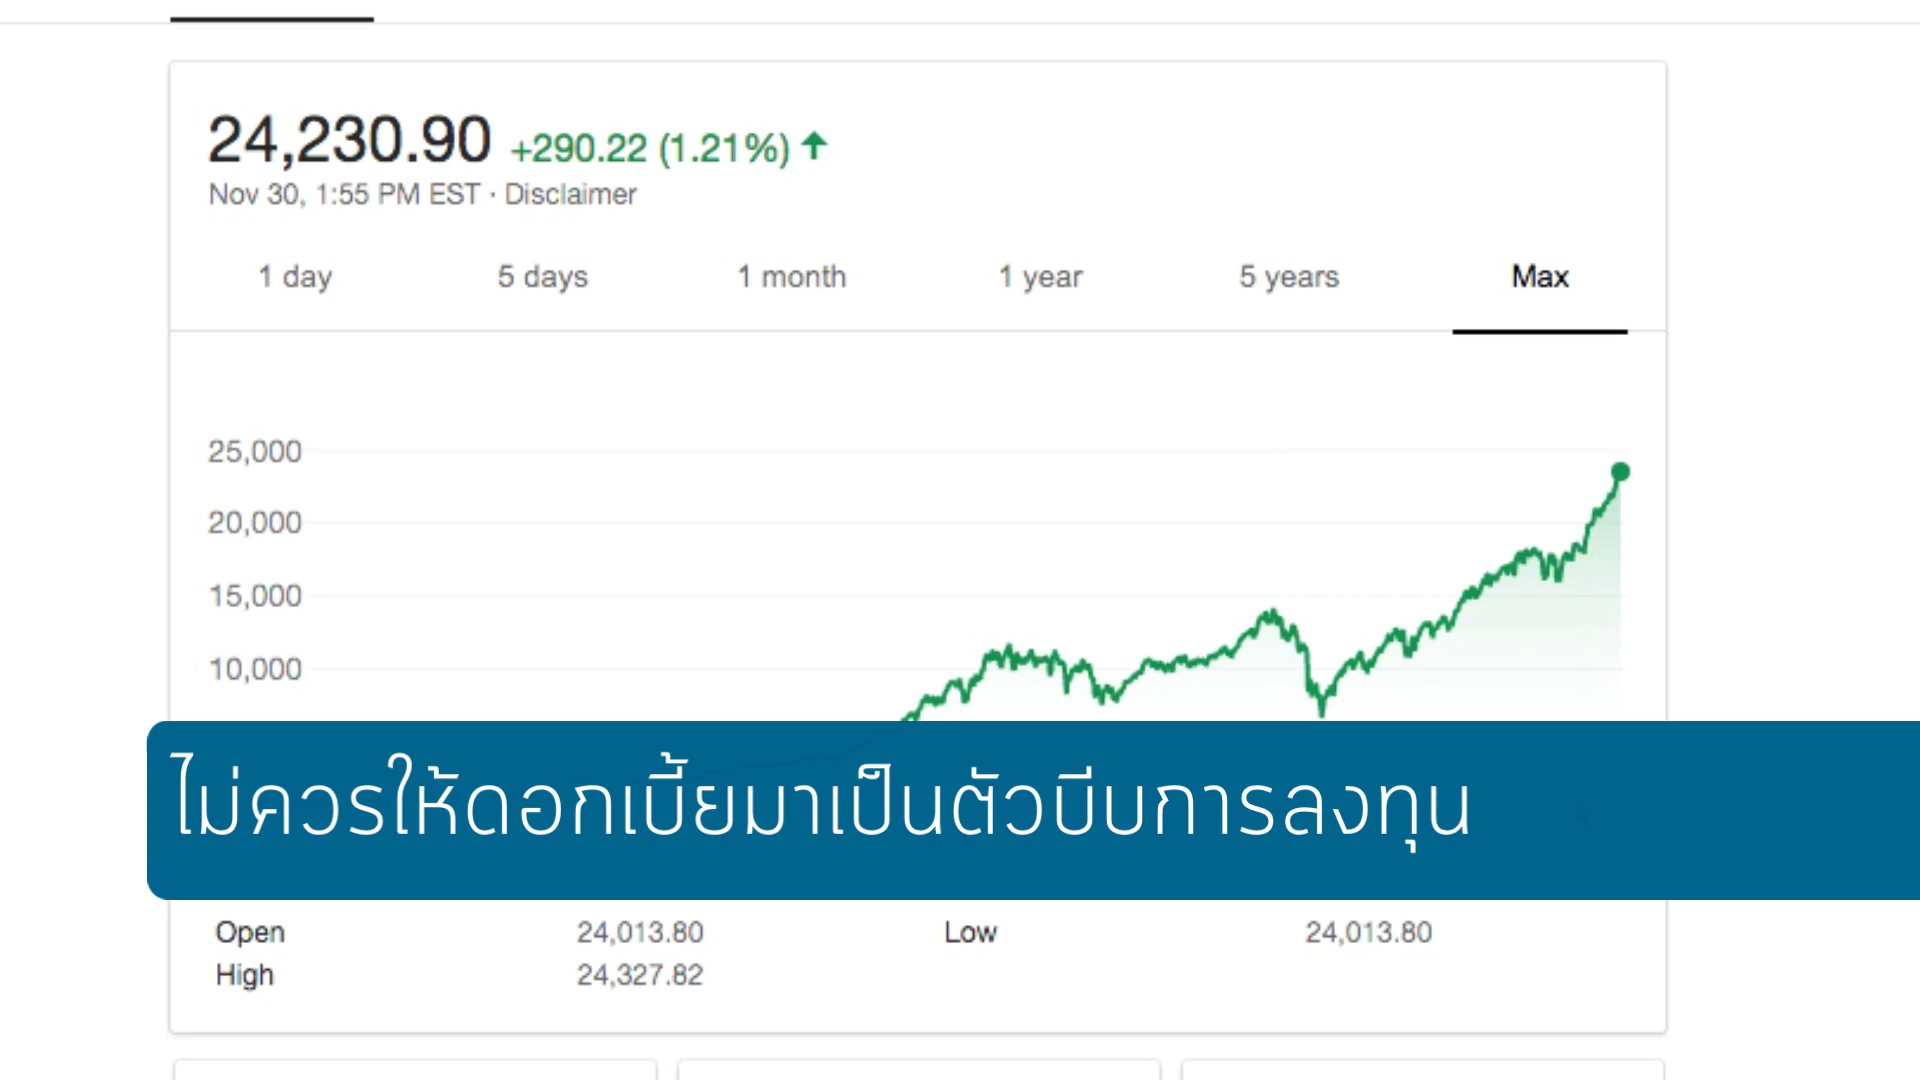 24,230.90 +290.22 (1.21%)
Nov 30, 1:55 PM EST · Disclaimer
1 day 5 days 1 month 1 year 5 years Max
25,000
20,000
15,000
10,000
ไม่ควรให้ดอกเบี้ยมาเป็นตัวบีบการลงทุน
Open 24,013.80 Low 24,013.80
High 24,327.82